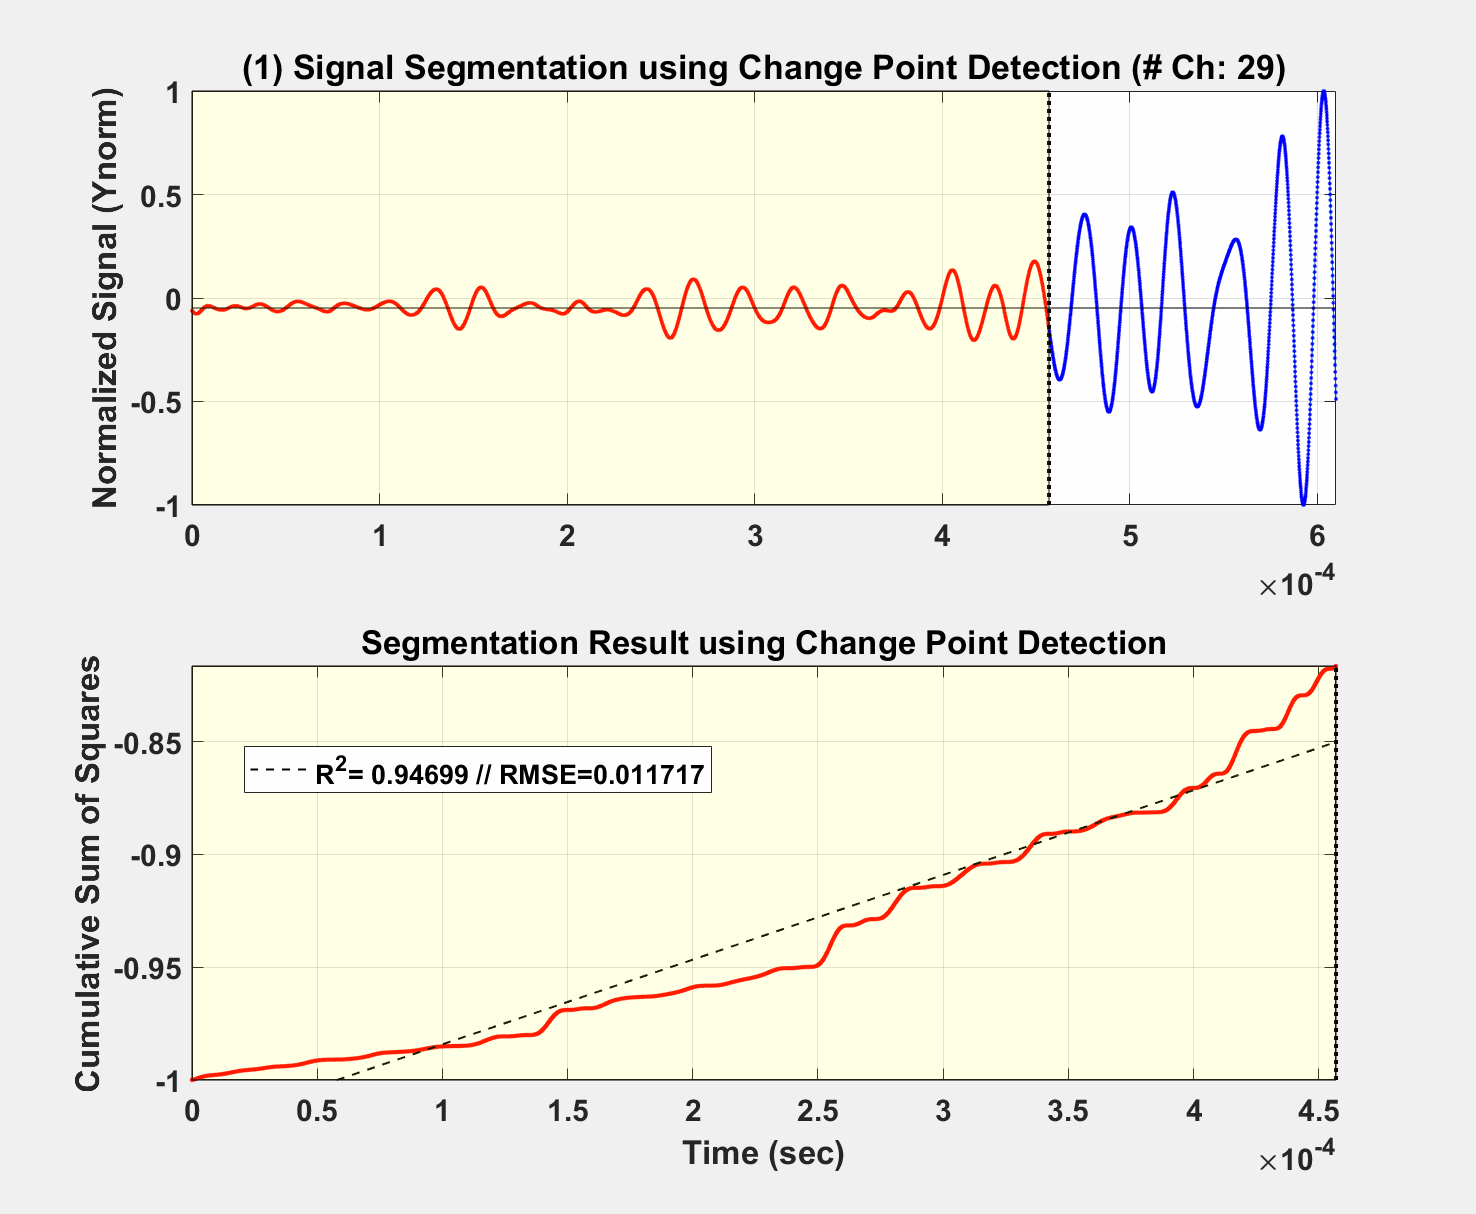 (1) Signal Segmentation using Change Point Detection (# Ch: 29)
Normalized Signal (Ynorm)
1
0.5
0
-0.5
-1
0 1 2 3 4 5 6
×10-4
Segmentation Result using Change Point Detection
Cumulative Sum of Squares
-0.85
-0.9
-0.95
-1
R2= 0.94699 // RMSE=0.011717
0 0.5 1 1.5 2 2.5 3 3.5 4 4.5
Time (sec)
×10-4